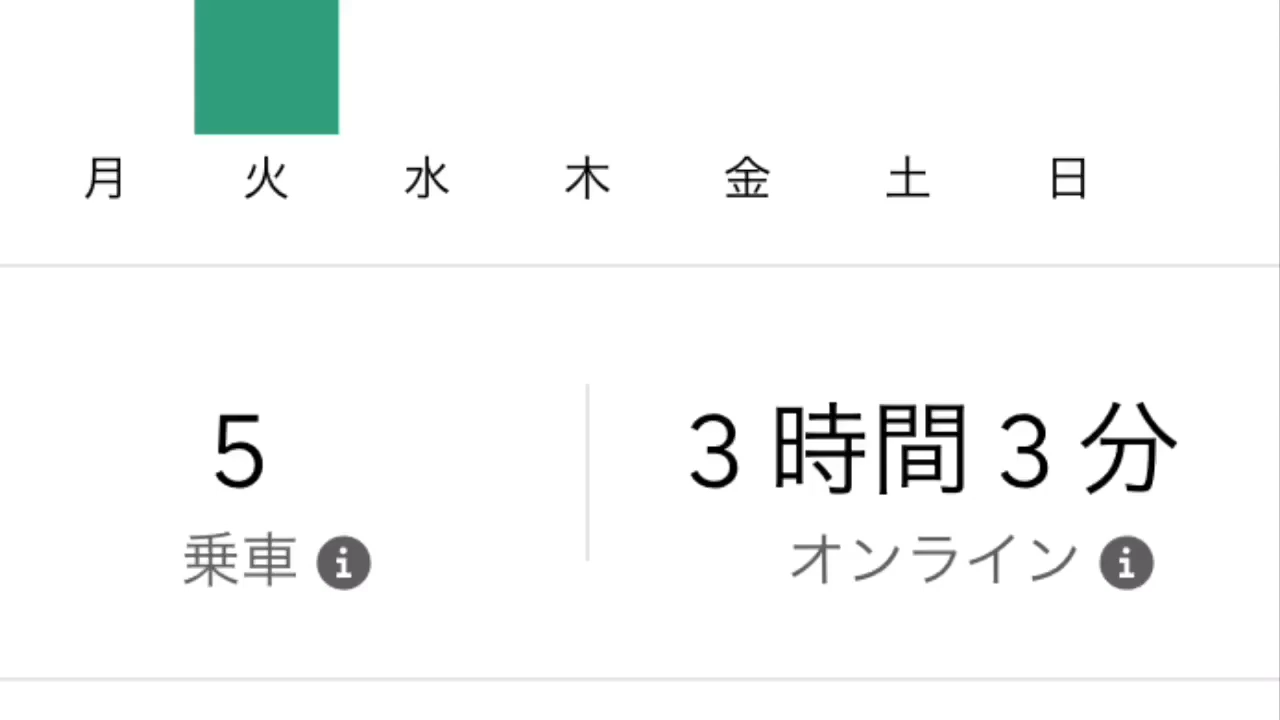 月 火 水 木 金 土 日
5 3時間3分
乗車 オンライン